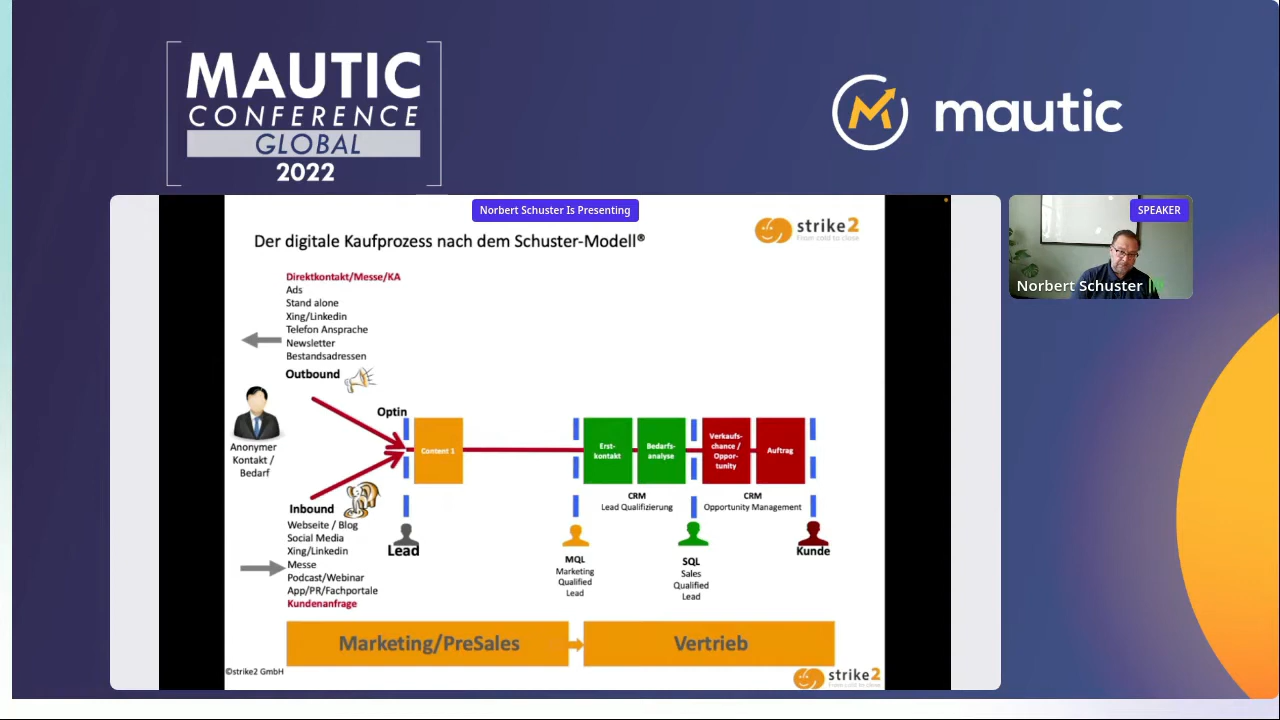 MAUTIC
CONFERENCE
GLOBAL
2022
mautic
Norbert Schuster Is Presenting
SPEAKER
Norbert Schuster
strike2
From cold to close
Der digitale Kaufprozess nach dem Schuster-Modell®
Direktkontakt/Messe/KA
Ads
Stand alone
Xing/Linkedin
Telefon Ansprache
Newsletter
Bestandsadressen
Outbound
Anonymer
Kontakt /
Bedarf
Optin
Content 1
Erst-
kontakt
Bedarfs-
analyse
Verkaufs-
chance /
Oppor-
tunity
Auftrag
CRM
Lead Qualifizierung
CRM
Opportunity Management
Inbound
Webseite / Blog
Social Media
Xing/Linkedin
Messe
Podcast/Webinar
App/PR/Fachportale
Kundenanfrage
Lead
MQL
Marketing
Qualified
Lead
SQL
Sales
Qualified
Lead
Kunde
Marketing/PreSales
Vertrieb
©strike2 GmbH
strike2
From cold to close